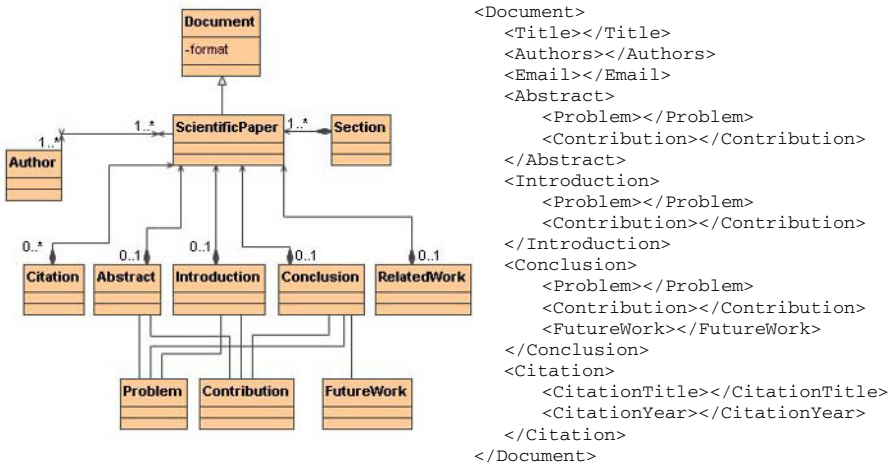 Document
-format
1..*
ScientificPaper
1..*
Section
1..*
Author
0..*
0..1
0..1
0..1
0..1
Citation
Abstract
Introduction
Conclusion
RelatedWork
Problem
Contribution
FutureWork
<Document>
<Title></Title>
<Authors></Authors>
<Email></Email>
<Abstract>
<Problem></Problem>
<Contribution></Contribution>
</Abstract>
<Introduction>
<Problem></Problem>
<Contribution></Contribution>
</Introduction>
<Conclusion>
<Problem></Problem>
<Contribution></Contribution>
<FutureWork></FutureWork>
</Conclusion>
<Citation>
<CitationTitle></CitationTitle>
<CitationYear></CitationYear>
</Citation>
</Document>